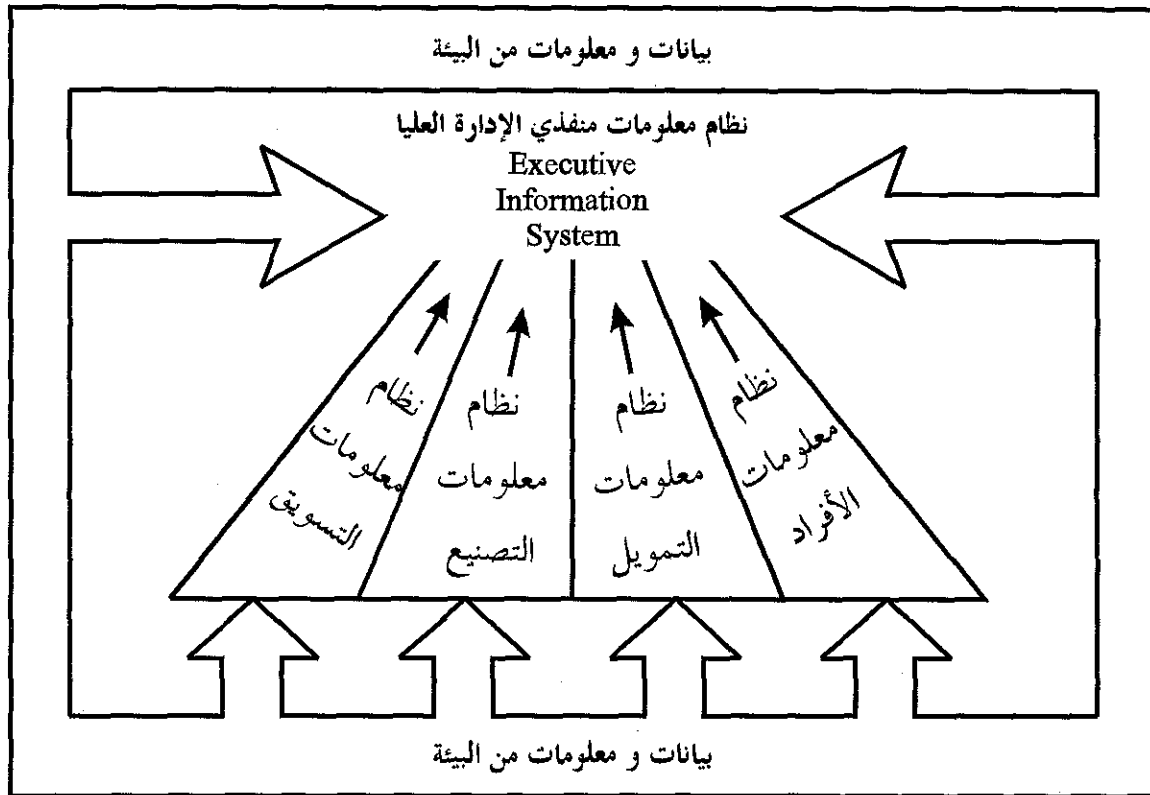 بيانات و معلومات من البيئة
نظام معلومات منفذي الإدارة العليا
Executive
Information
System
نظام
معلومات
الأفراد
نظام
معلومات
التمويل
نظام
معلومات
التصنيع
نظام
معلومات
التسويق
بيانات و معلومات من البيئة